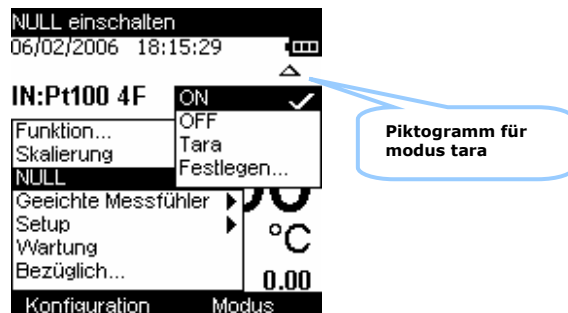 NULL einschalten
06/02/2006 18:15:29
IN:Pt100 4F
ON
OFF
Tara
Festlegen...
Funktion...
Skalierung
NULL
Geeichte Messfühler
Setup
Wartung
Bezüglich...
°C
0.00
Konfiguration Modus
Piktogramm für
modus tara